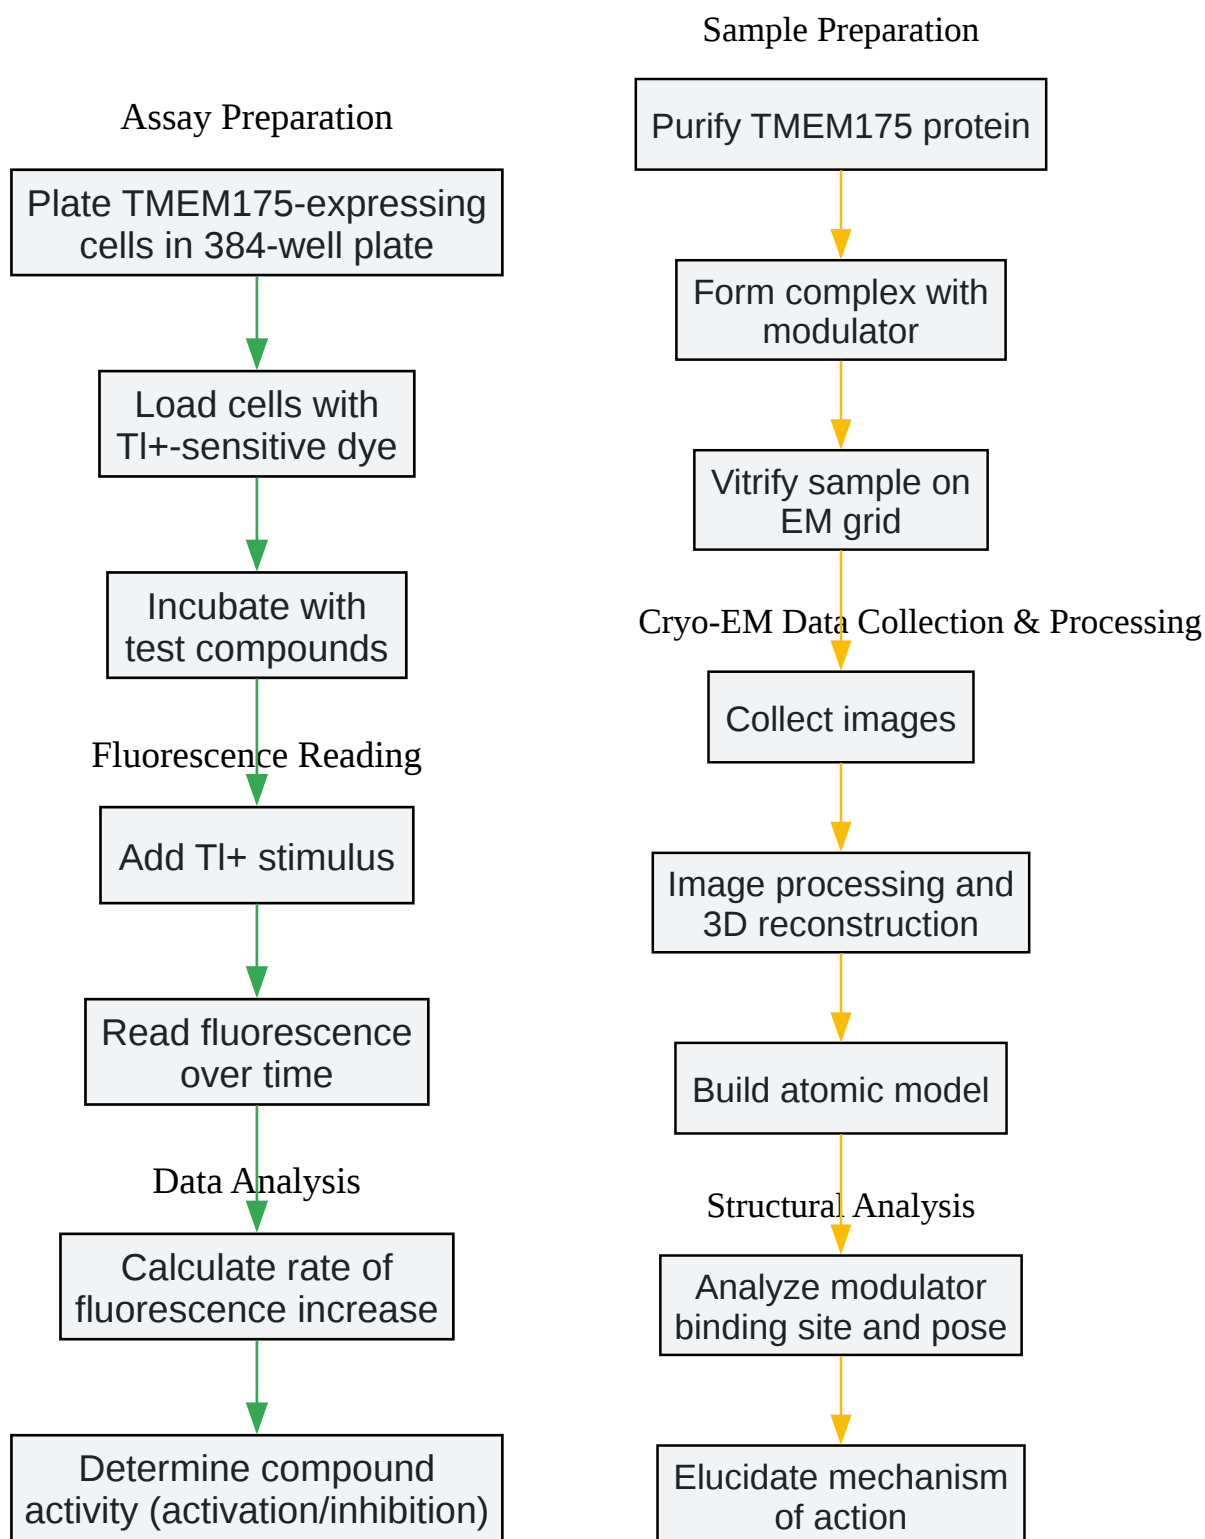 Assay Preparation
Plate TMEM175-expressing
cells in 384-well plate
Load cells with
Tl+-sensitive dye
Incubate with
test compounds
Fluorescence Reading
Add Tl+ stimulus
Read fluorescence
over time
Data Analysis
Calculate rate of
fluorescence increase
Determine compound
activity (activation/inhibition)
Sample Preparation
Purify TMEM175 protein
Form complex with
modulator
Vitrify sample on
EM grid
Cryo-EM Data Collection & Processing
Collect images
Image processing and
3D reconstruction
Build atomic model
Structural Analysis
Analyze modulator
binding site and pose
Elucidate mechanism
of action